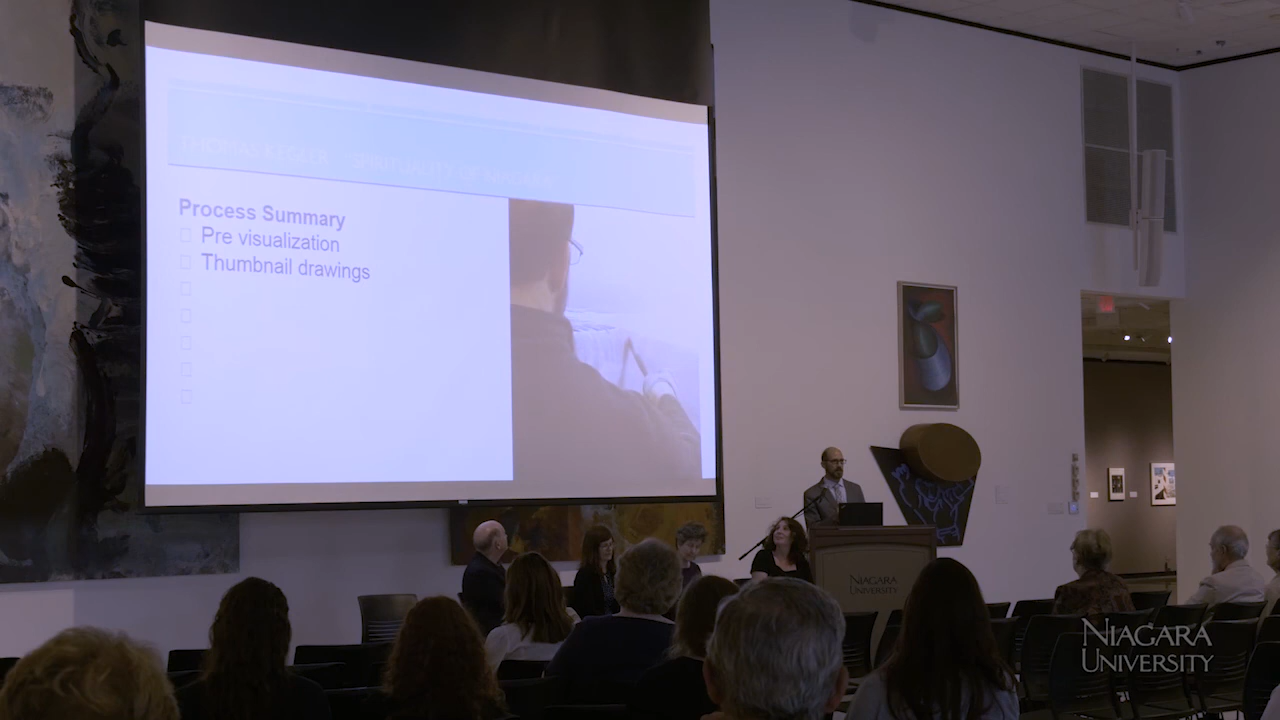 Process Summary
Pre visualization
Thumbnail drawings
NIAGARA
UNIVERSITY
NIAGARA
UNIVERSITY